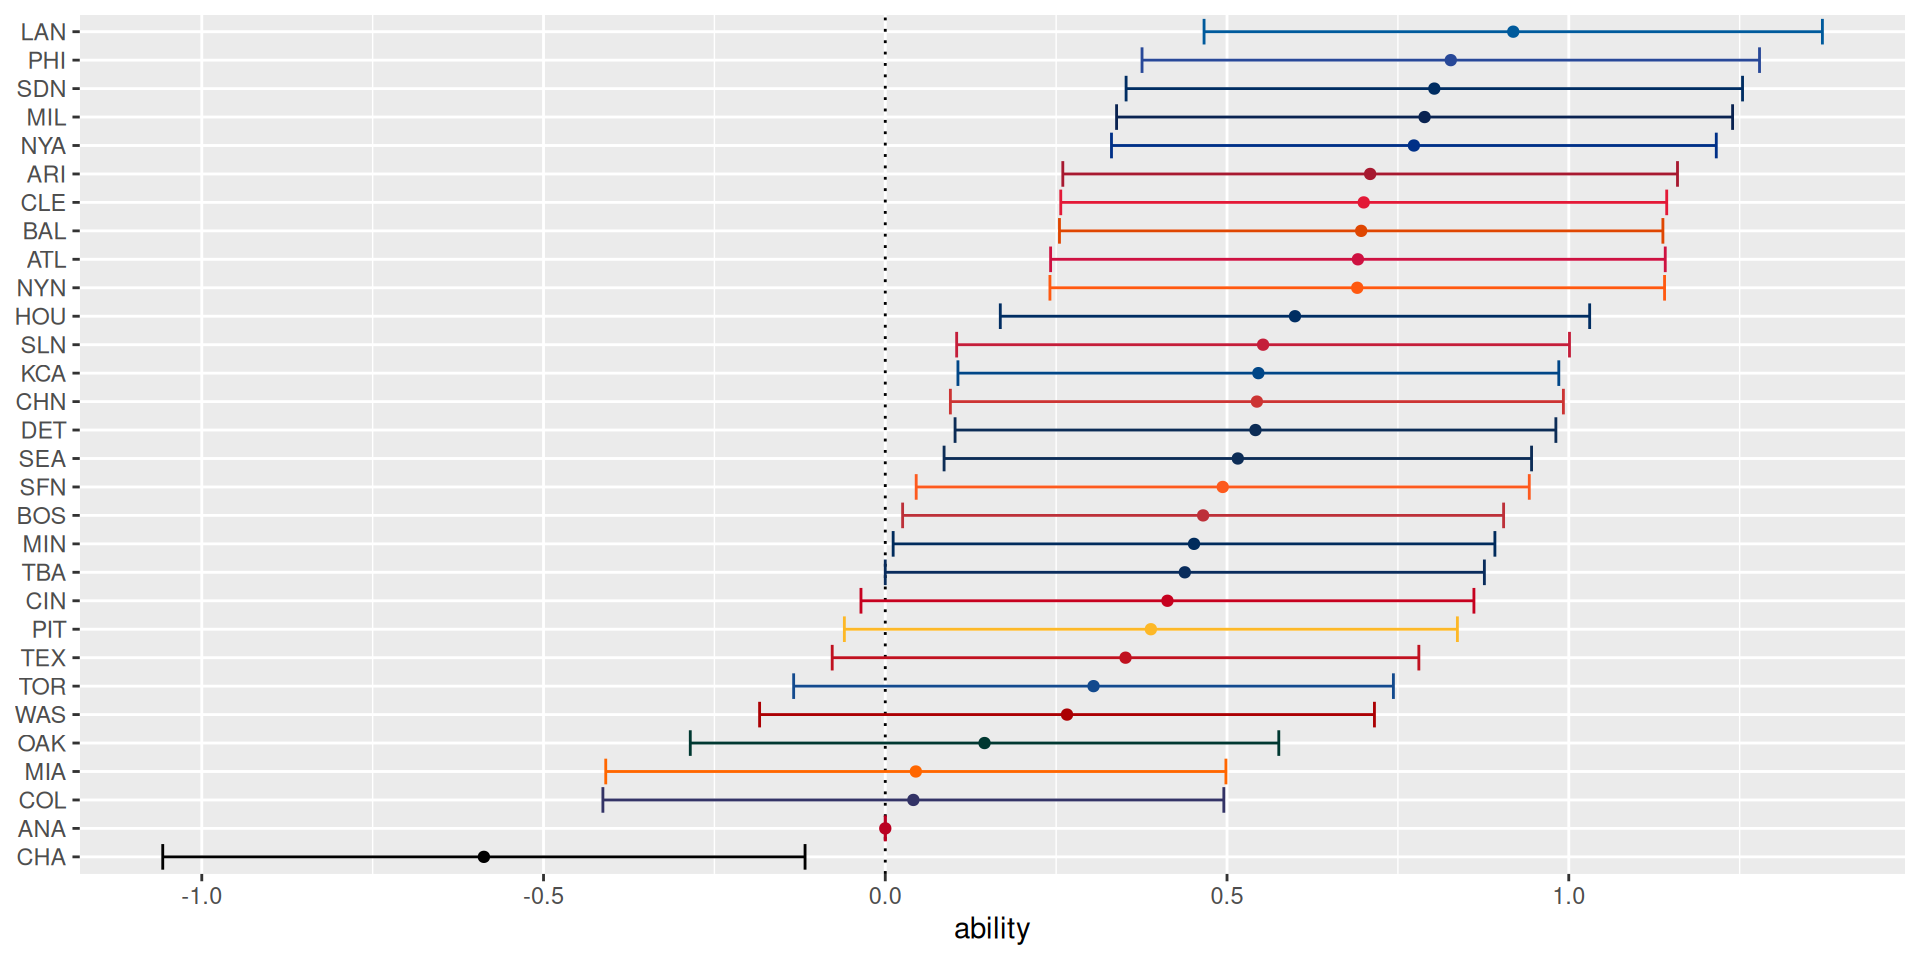 LAN
PHI
SDN
MIL
NYA
ARI
CLE
BAL
ATL
NYN
HOU
SLN
KCA
CHN
DET
SEA
SFN
BOS
MIN
TBA
CIN
PIT
TEX
TOR
WAS
OAK
MIA
COL
ANA
CHA
-1.0 -0.5 0.0 0.5 1.0
ability